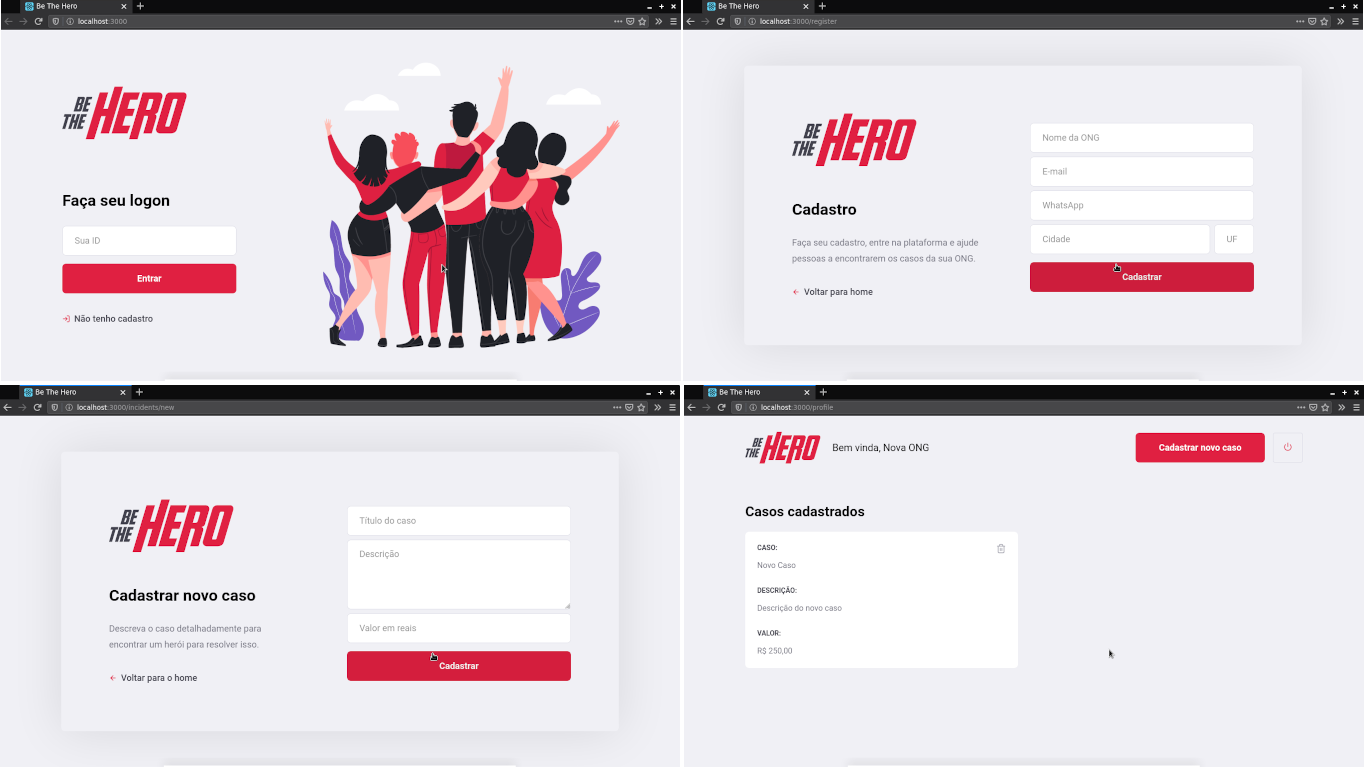 Be The Hero
localhost:3000
BE
THE HERO
Faça seu logon
Sua ID
Entrar
Não tenho cadastro
Be The Hero
localhost:3000/register
BE
THE HERO
Cadastro
Faça seu cadastro, entre na plataforma e ajude
pessoas a encontrarem os casos da sua ONG.
Voltar para home
Nome da ONG
E-mail
WhatsApp
Cidade UF
Cadastrar
Be The Hero
localhost:3000/incidents/new
BE
THE HERO
Cadastrar novo caso
Descreva o caso detalhadamente para
encontrar um herói para resolver isso.
Voltar para o home
Título do caso
Descrição
Valor em reais
Cadastrar
Be The Hero
localhost:3000/profile
BE
THE HERO
Bem vinda, Nova ONG
Cadastrar novo caso
Casos cadastrados
CASO:
Novo Caso
DESCRIÇÃO:
Descrição do novo caso
VALOR:
R$ 250,00